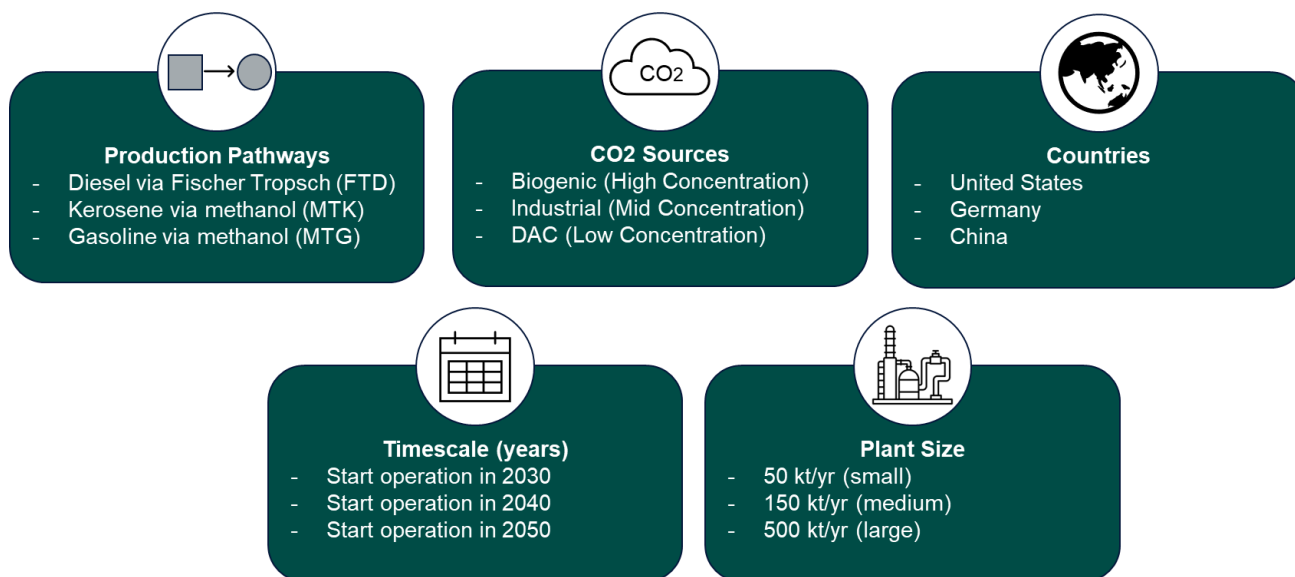 Production Pathways
- Diesel via Fischer Tropsch (FTD)
- Kerosene via methanol (MTK)
- Gasoline via methanol (MTG)
CO2
CO2 Sources
- Biogenic (High Concentration)
- Industrial (Mid Concentration)
- DAC (Low Concentration)
Countries
- United States
- Germany
- China
Timescale (years)
- Start operation in 2030
- Start operation in 2040
- Start operation in 2050
Plant Size
- 50 kt/yr (small)
- 150 kt/yr (medium)
- 500 kt/yr (large)